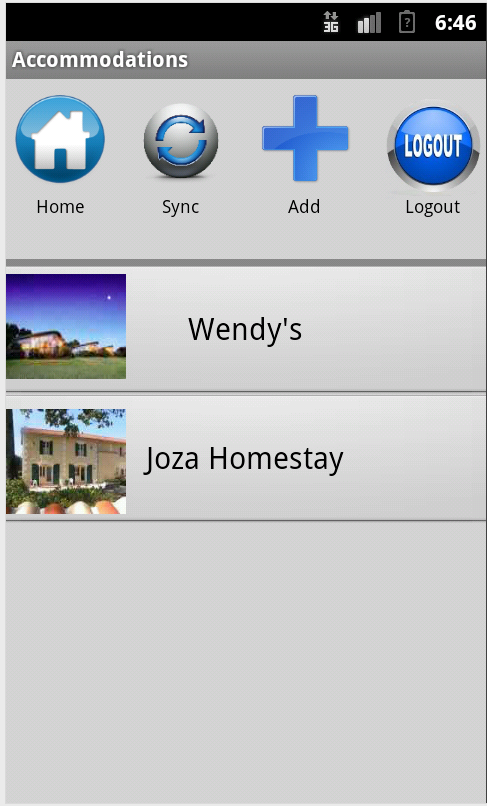 3G 6:46
Accommodations
LOGOUT
Home Sync Add Logout
Wendy's
Joza Homestay